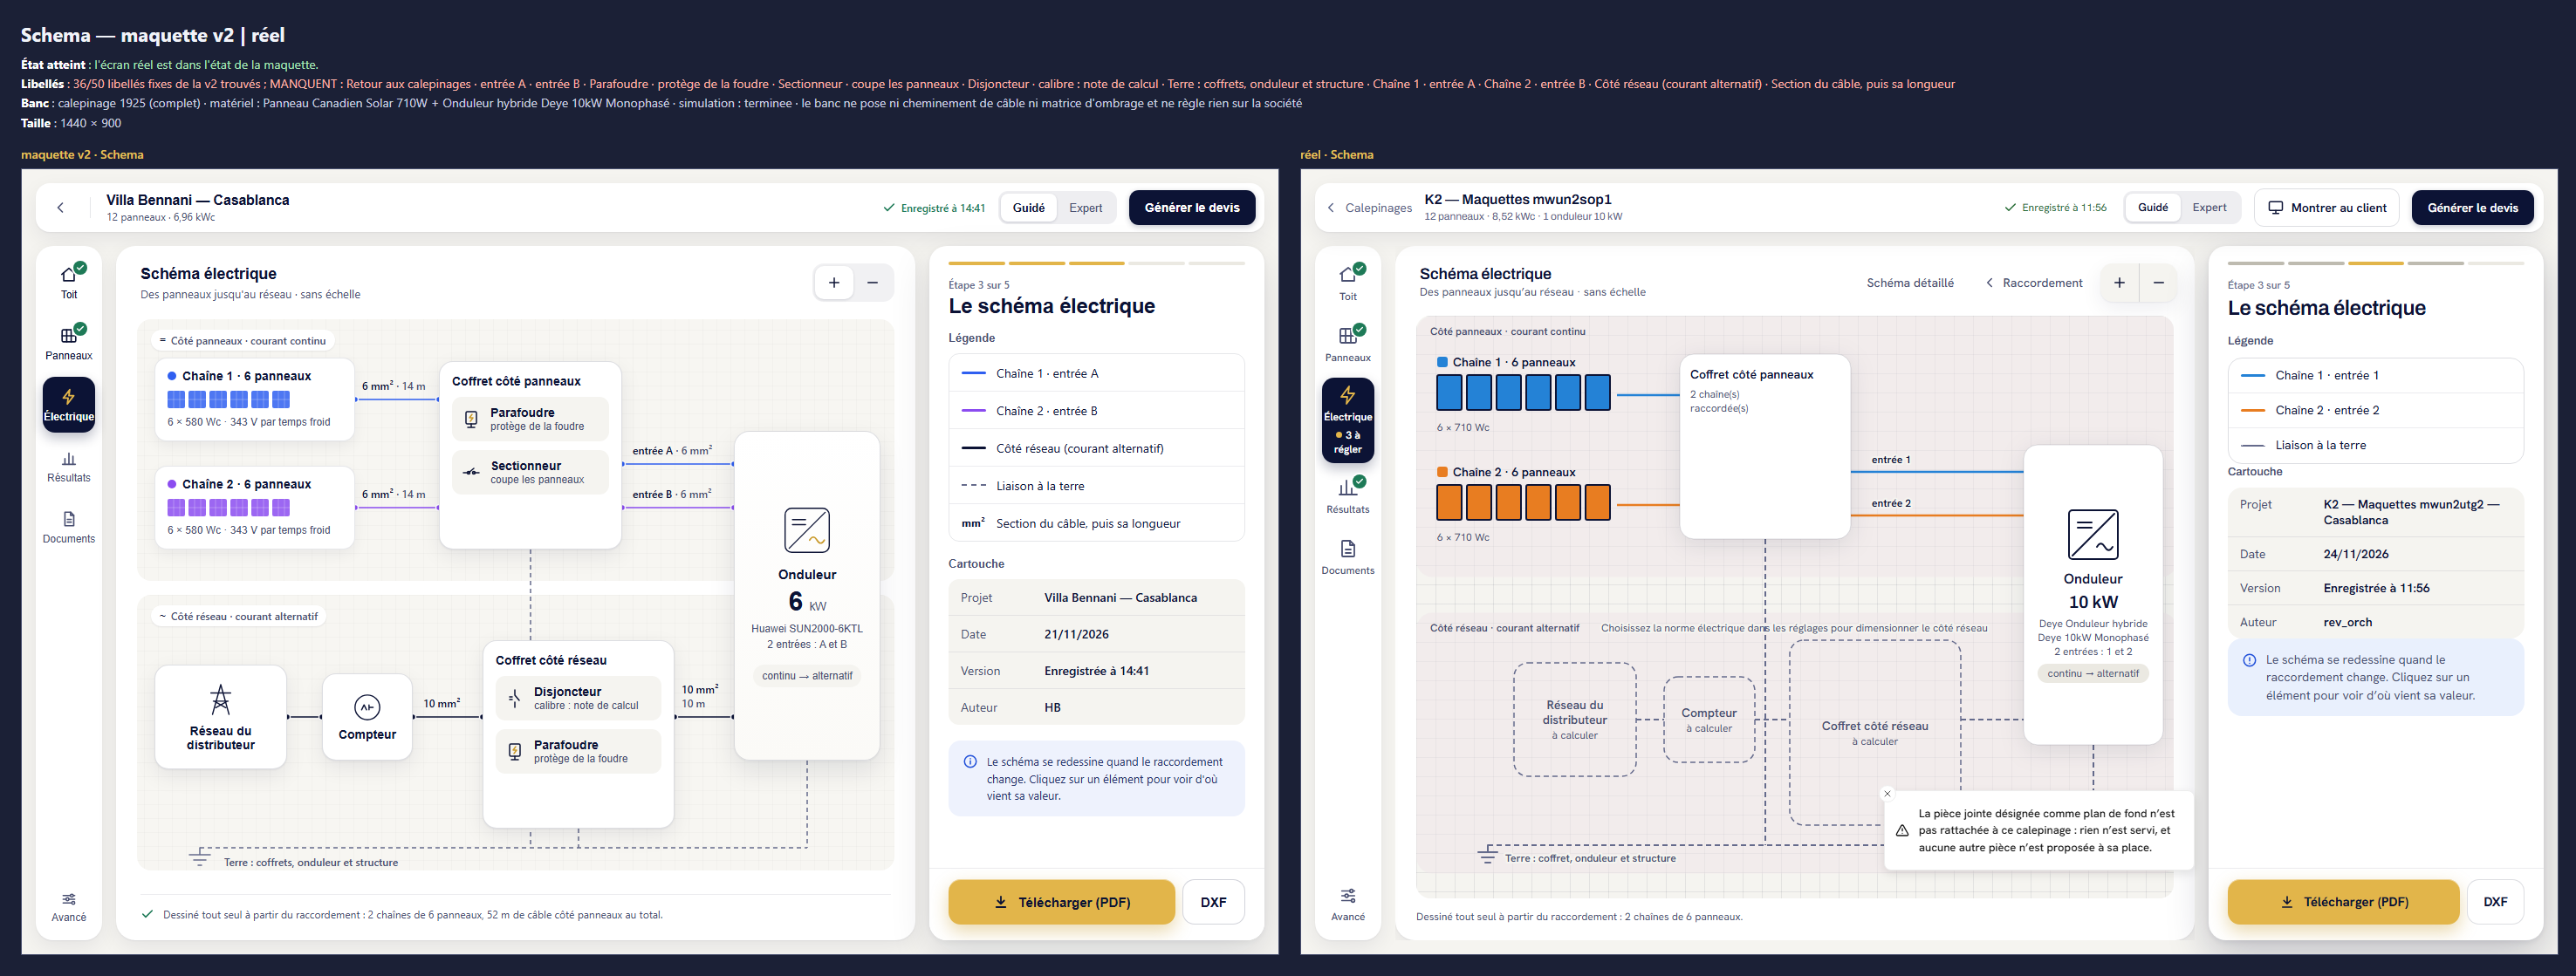 Schema — maquette v2 | réel
État atteint : l'écran réel est dans l'état de la maquette.
Libellés : 36/50 libellés fixes de la v2 trouvés ; MANQUENT : Retour aux calepinages · entrée A · entrée B · Parafoudre · protège de la foudre · Sectionneur · coupe les panneaux · Disjoncteur · calibre : note de calcul · Terre : coffrets, onduleur et structure · Chaîne 1 · entrée A · Chaîne 2 · entrée B · Côté réseau (courant alternatif) · Section du câble, puis sa longueur
Banc : calepinage 1925 (complet) · matériel : Panneau Canadien Solar 710W + Onduleur hybride Deye 10kW Monophasé · simulation : terminee · le banc ne pose ni cheminement de câble ni matrice d'ombrage et ne règle rien sur la société
Taille : 1440 × 900
maquette v2 · Schema
Villa Bennani — Casablanca
12 panneaux · 6,96 kWc
Enregistré à 14:41
Guidé
Expert
Générer le devis
Toit
Panneaux
Électrique
Résultats
Documents
Avancé
Schéma électrique
Des panneaux jusqu'au réseau · sans échelle
+
−
= Côté panneaux · courant continu
Chaîne 1 · 6 panneaux
6 × 580 Wc · 343 V par temps froid
6 mm² · 14 m
Chaîne 2 · 6 panneaux
6 × 580 Wc · 343 V par temps froid
6 mm² · 14 m
Coffret côté panneaux
Parafoudre
protège de la foudre
Sectionneur
coupe les panneaux
entrée A · 6 mm²
entrée B · 6 mm²
Onduleur
6 kW
Huawei SUN2000-6KTL
2 entrées : A et B
continu → alternatif
~ Côté réseau · courant alternatif
Réseau du
distributeur
Compteur
10 mm²
Coffret côté réseau
Disjoncteur
calibre : note de calcul
Parafoudre
protège de la foudre
10 mm²
10 m
Terre : coffrets, onduleur et structure
Dessiné tout seul à partir du raccordement : 2 chaînes de 6 panneaux, 52 m de câble côté panneaux au total.
Étape 3 sur 5
Le schéma électrique
Légende
Chaîne 1 · entrée A
Chaîne 2 · entrée B
Côté réseau (courant alternatif)
Liaison à la terre
mm² Section du câble, puis sa longueur
Cartouche
Projet Villa Bennani — Casablanca
Date 21/11/2026
Version Enregistrée à 14:41
Auteur HB
Le schéma se redessine quand le raccordement
change. Cliquez sur un élément pour voir d'où
vient sa valeur.
Télécharger (PDF)
DXF
réel · Schema
Calepinages
K2 — Maquettes mwun2sop1
12 panneaux · 8,52 kWc · 1 onduleur 10 kW
Enregistré à 11:56
Guidé
Expert
Montrer au client
Générer le devis
Toit
Panneaux
Électrique
3 à
régler
Résultats
Documents
Avancé
Schéma électrique
Des panneaux jusqu'au réseau · sans échelle
Schéma détaillé
Raccordement
+
−
Côté panneaux · courant continu
Chaîne 1 · 6 panneaux
6 × 710 Wc
Chaîne 2 · 6 panneaux
6 × 710 Wc
Coffret côté panneaux
2 chaîne(s)
raccordée(s)
entrée 1
entrée 2
Onduleur
10 kW
Deye Onduleur hybride
Deye 10kW Monophasé
2 entrées : 1 et 2
continu → alternatif
Côté réseau · courant alternatif
Choisissez la norme électrique dans les réglages pour dimensionner le côté réseau
Réseau du
distributeur
à calculer
Compteur
à calculer
Coffret côté réseau
à calculer
Terre : coffret, onduleur et structure
La pièce jointe désignée comme plan de fond n'est
pas rattachée à ce calepinage : rien n'est servi, et
aucune autre pièce n'est proposée à sa place.
Dessiné tout seul à partir du raccordement : 2 chaînes de 6 panneaux.
Étape 3 sur 5
Le schéma électrique
Légende
Chaîne 1 · entrée 1
Chaîne 2 · entrée 2
Liaison à la terre
Cartouche
Projet K2 — Maquettes mwun2utg2 —
Casablanca
Date 24/11/2026
Version Enregistrée à 11:56
Auteur rev_orch
Le schéma se redessine quand le
raccordement change. Cliquez sur un
élément pour voir d'où vient sa valeur.
Télécharger (PDF)
DXF